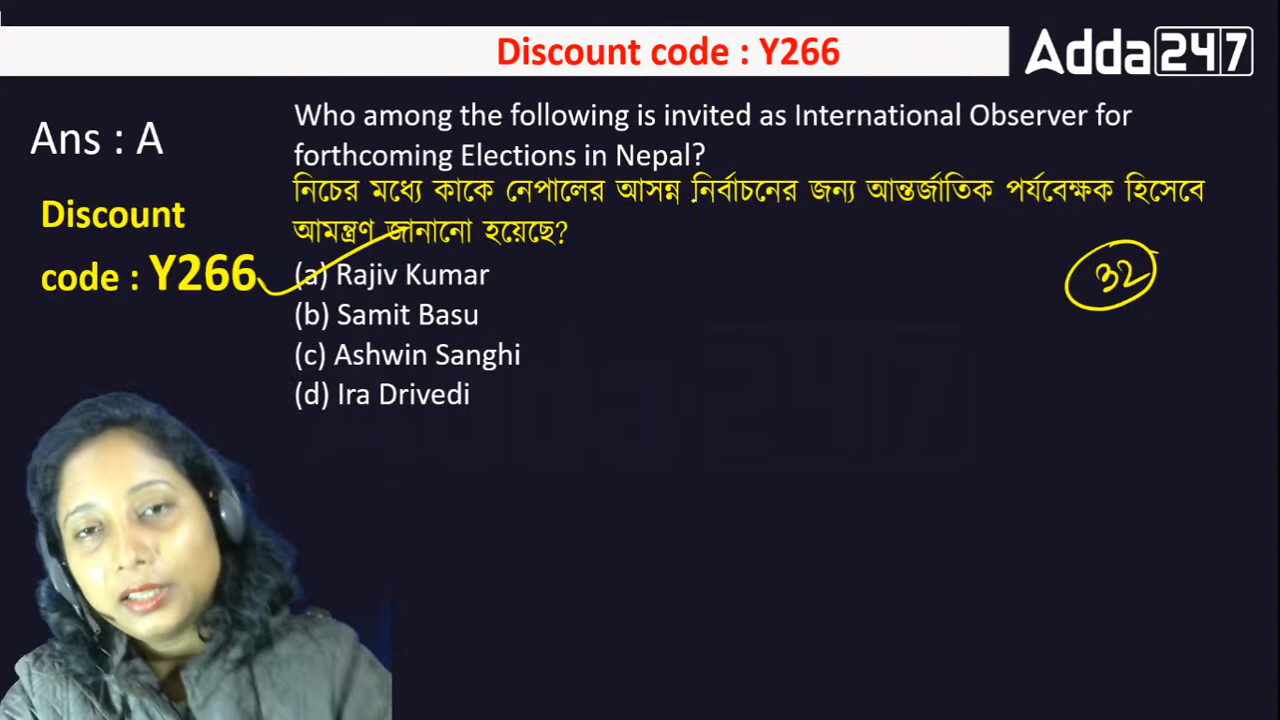 Discount code : Y266
Adda247
Ans : A
Who among the following is invited as International Observer for
forthcoming Elections in Nepal?
নিচের মধ্যে কাকে নেপালের আসন্ন নির্বাচনের জন্য আন্তর্জাতিক পর্যবেক্ষক হিসেবে
আমন্ত্রণ জানানো হয়েছে?
Discount
code : Y266
(a) Rajiv Kumar
(b) Samit Basu
(c) Ashwin Sanghi
(d) Ira Drivedi
32
Adda247